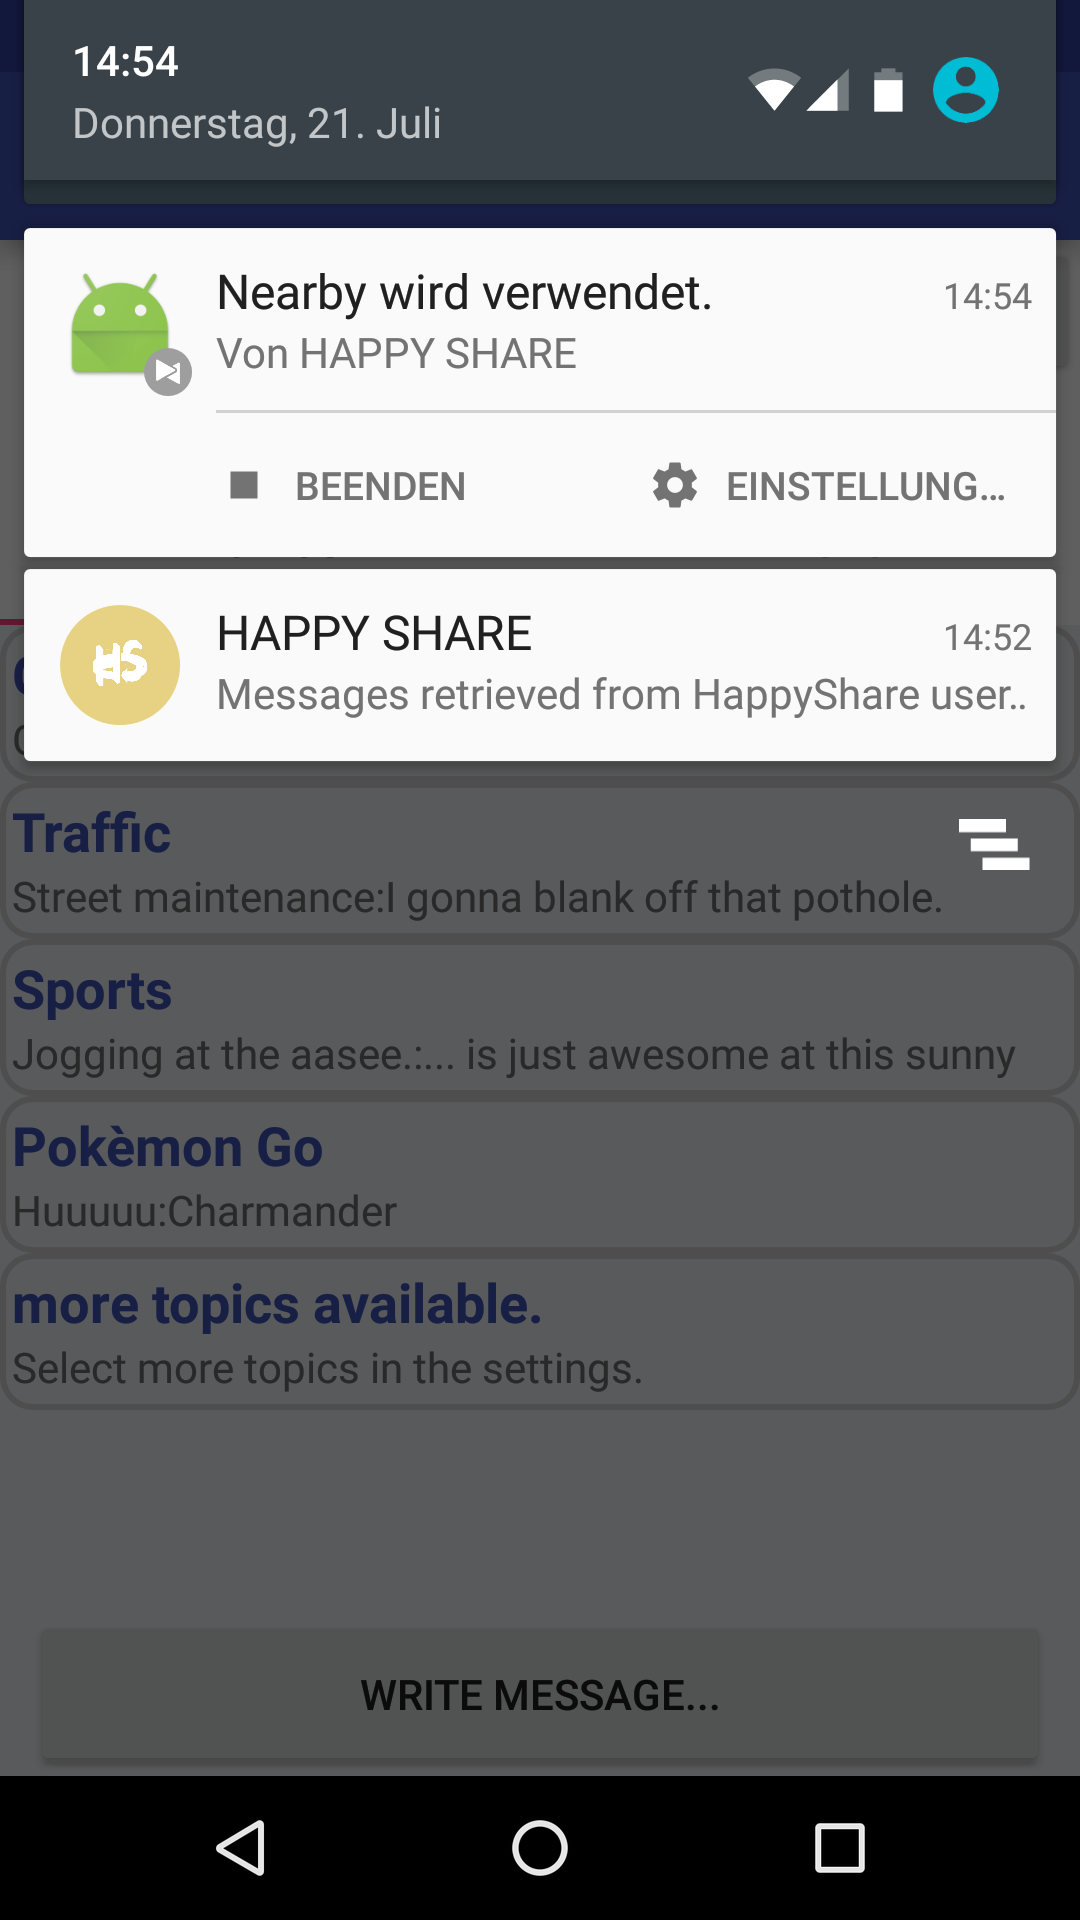 14:54
Donnerstag, 21. Juli
Nearby wird verwendet.
14:54
Von HAPPY SHARE
BEENDEN
EINSTELLUNG...
HS
HAPPY SHARE
14:52
Messages retrieved from HappyShare user..
Traffic
Street maintenance:I gonna blank off that pothole.
Sports
Jogging at the aasee.:... is just awesome at this sunny
Pokèmon Go
Huuuuu:Charmander
more topics available.
Select more topics in the settings.
WRITE MESSAGE...